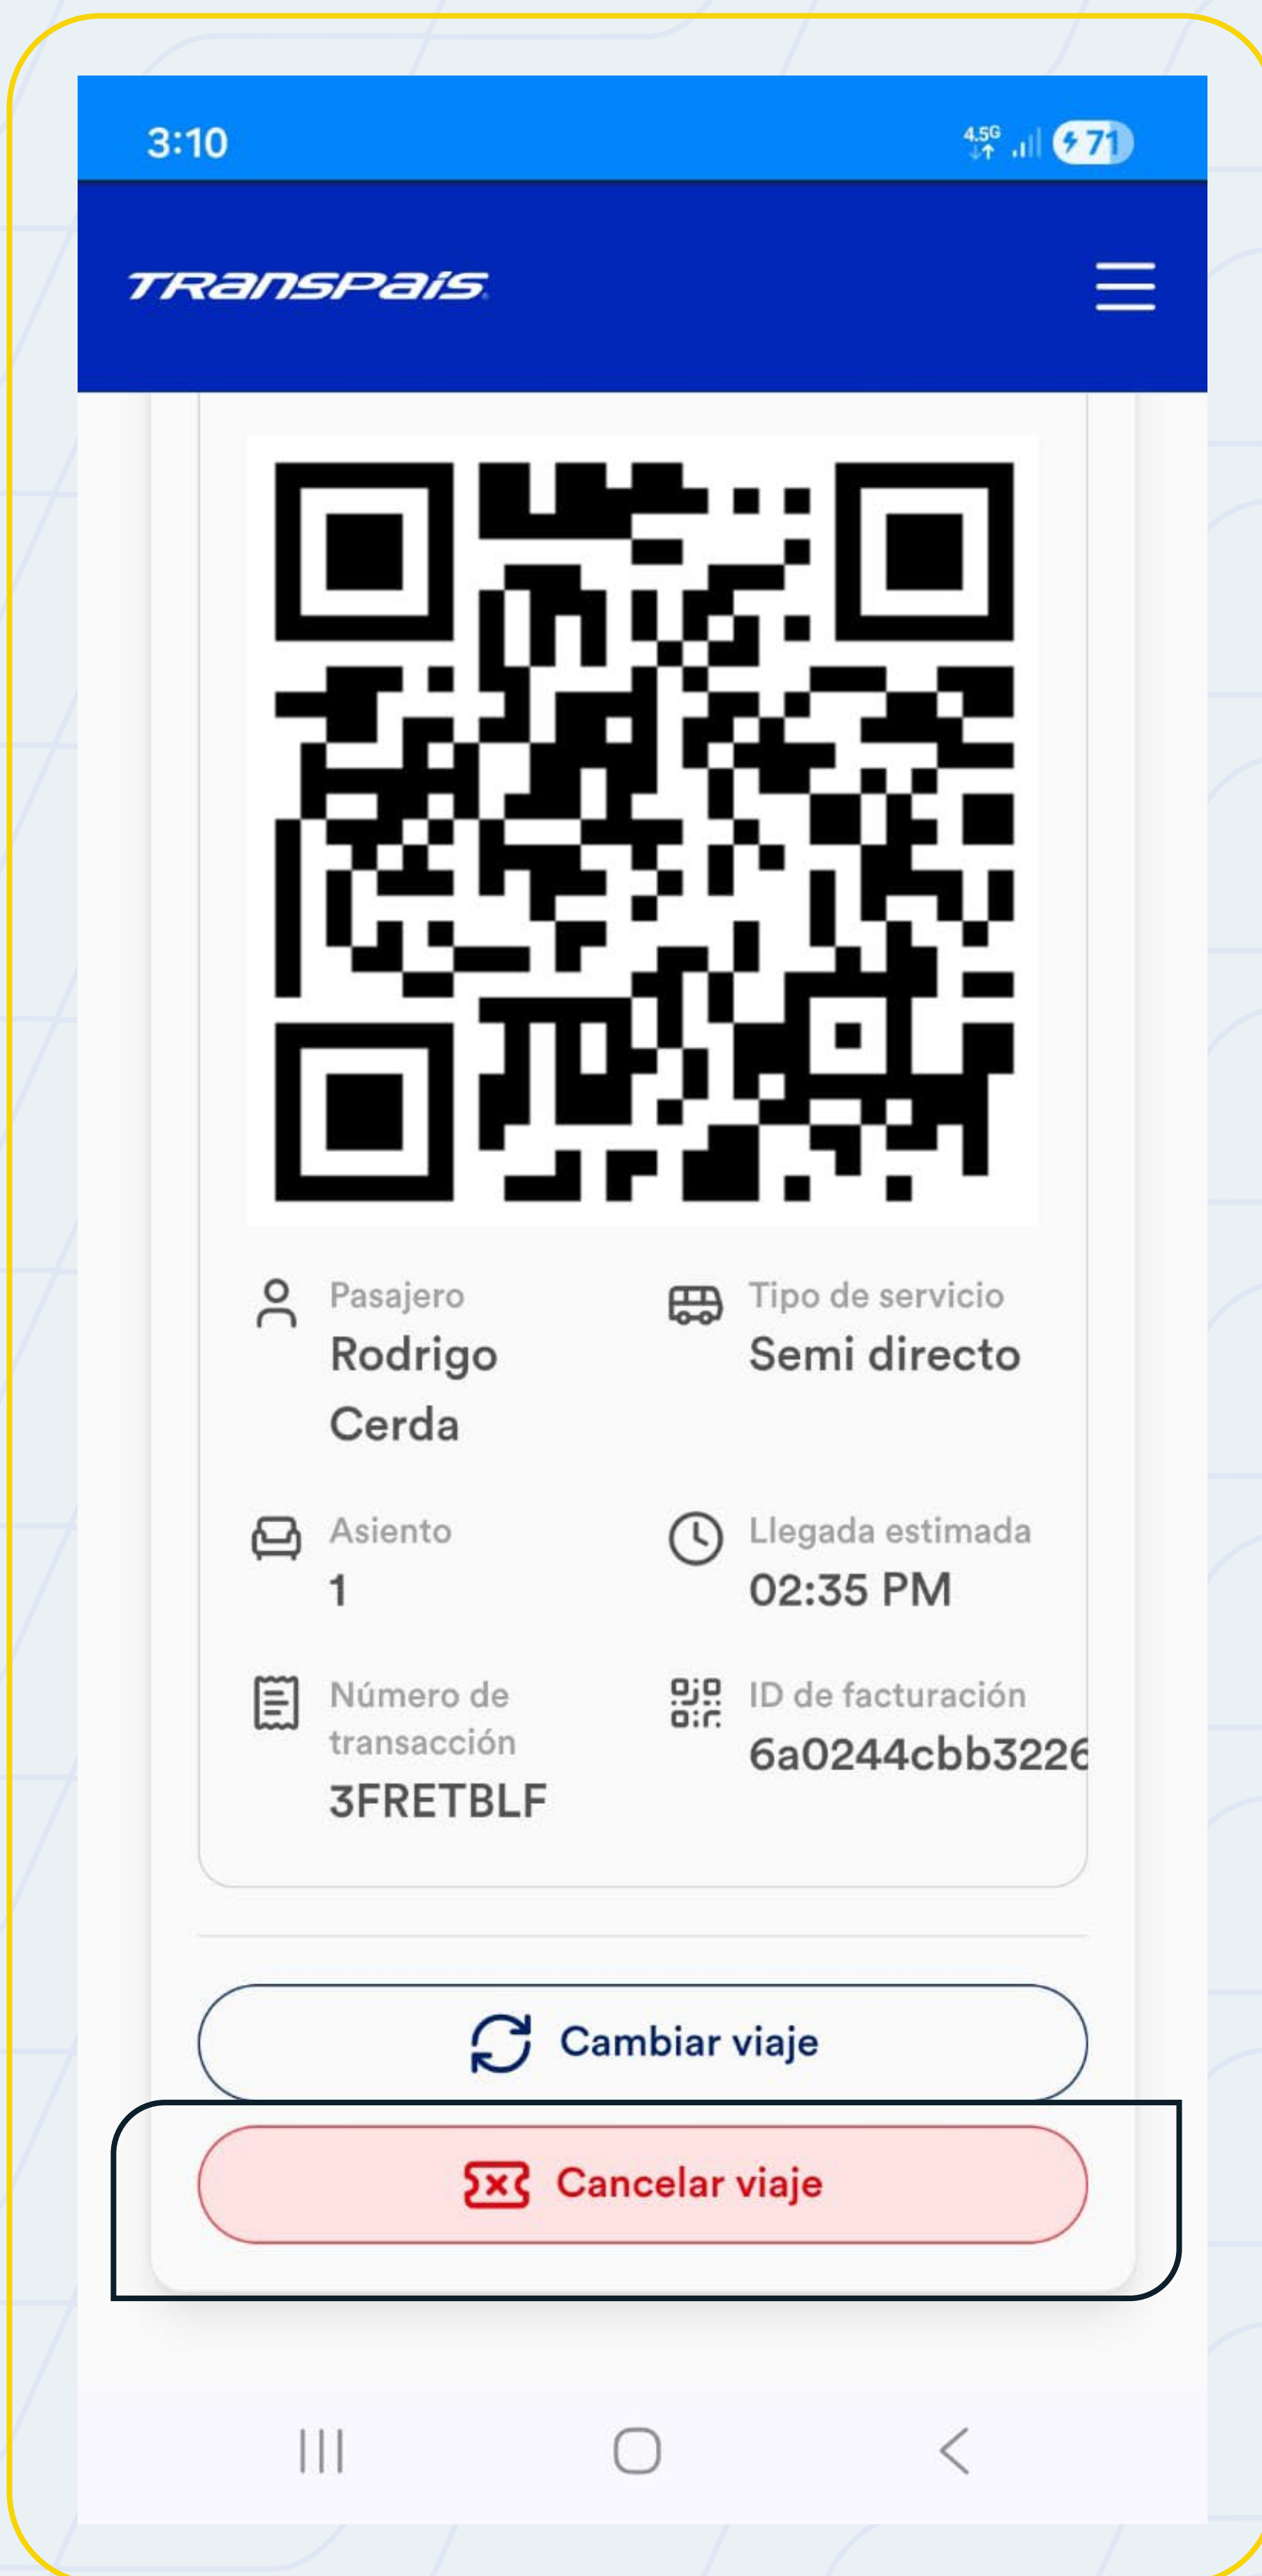 3:10
4.5G
71
TRANSPAIS
Pasajero
Rodrigo
Cerda
Tipo de servicio
Semi directo
Asiento
1
Llegada estimada
02:35 PM
Número de
transacción
3FRETBLF
ID de facturación
6a0244cbb3226
Cambiar viaje
Cancelar viaje